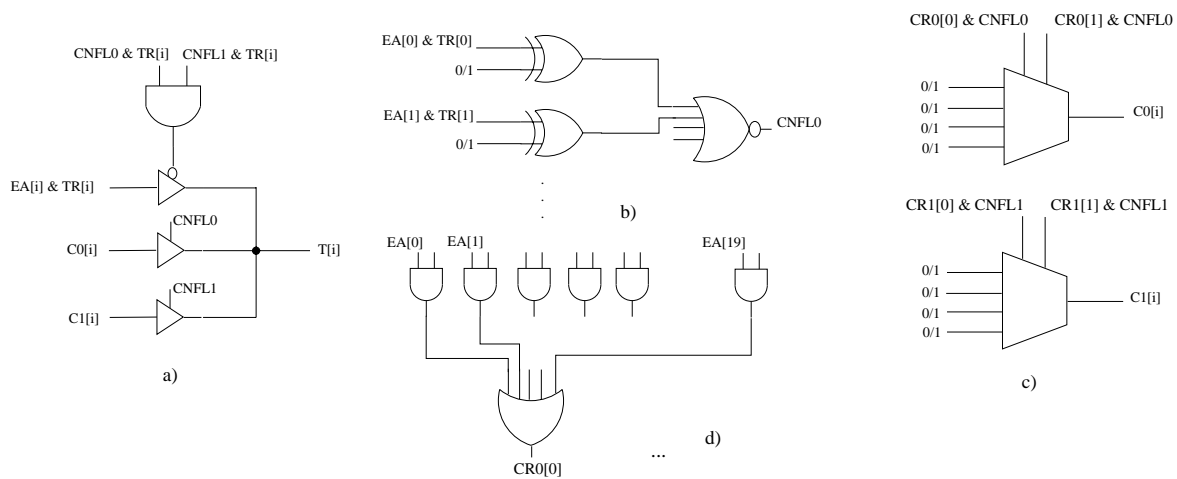 CNFL0 & TR[i]
CNFL1 & TR[i]
EA[i] & TR[i]
CNFL0
C0[i]
T[i]
CNFL1
C1[i]
a)
EA[0] & TR[0]
0/1
EA[1] & TR[1]
0/1
CNFL0
b)
EA[0]
EA[1]
EA[19]
d)
CR0[0]
...
CR0[0] & CNFL0
CR0[1] & CNFL0
0/1
0/1
0/1
0/1
C0[i]
CR1[0] & CNFL1
CR1[1] & CNFL1
0/1
0/1
0/1
0/1
C1[i]
c)